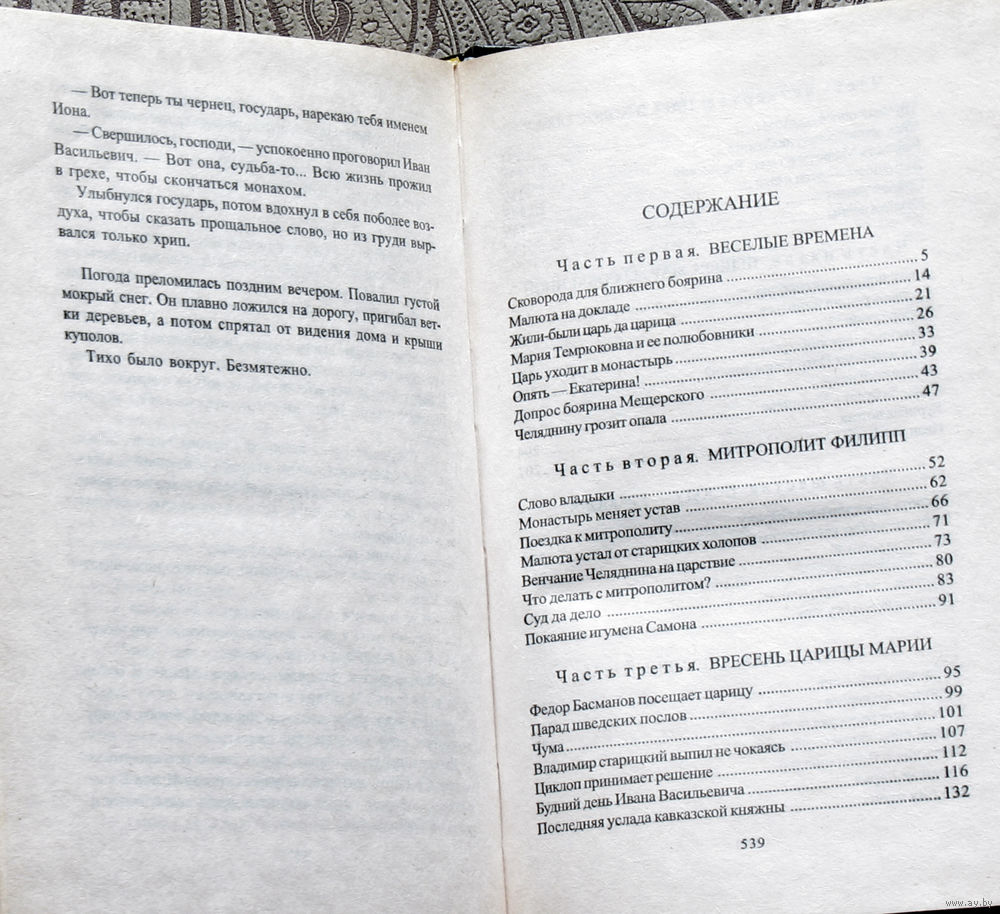 — Вот теперь ты чернец, государь, нарекаю тебя именем
Иона.
— Свершилось, господи, — успокоенно проговорил Иван
Васильевич. — Вот она, судьба-то... Всю жизнь прожил
в грехе, чтобы скончаться монахом.
Улыбнулся государь, потом вдохнул в себя поболее воз-
духа, чтобы сказать прощальное слово, но из груди выр-
вался только хрип.
Погода преломилась поздним вечером. Повалил густой
мокрый снег. Он плавно ложился на дорогу, пригибал вет-
ки деревьев, а потом спрятал от видения дома и крыши
куполов.
Тихо было вокруг. Безмятежно.
СОДЕРЖАНИЕ
Часть первая. ВЕСЕЛЫЕ ВРЕМЕНА
Сковорода для ближнего боярина 5
Малюта на докладе 14
Жили-были царь да царица 21
Мария Темрюковна и ее полюбовники 26
Царь уходит в монастырь 33
Опять — Екатерина! 39
Допрос боярина Мещерского 43
Челяднину грозит опала 47
Часть вторая. МИТРОПОЛИТ ФИЛИПП
Слово владыки 52
Монастырь меняет устав 62
Поездка к митрополиту 66
Малюта устал от старицких холопов 71
Венчание Челяднина на царствие 73
Что делать с митрополитом? 80
Суд да дело 83
Покаяние игумена Самона 91
Часть третья. ВРЕСЕНЬ ЦАРИЦЫ МАРИИ
Федор Басманов посещает царицу 95
Парад шведских послов 99
Чума 101
Владимир старицкий выпил не чокаясь 107
Циклоп принимает решение 112
Будний день Ивана Васильевича 116
Последняя услада кавказской княжны 132
539
www.ay.by